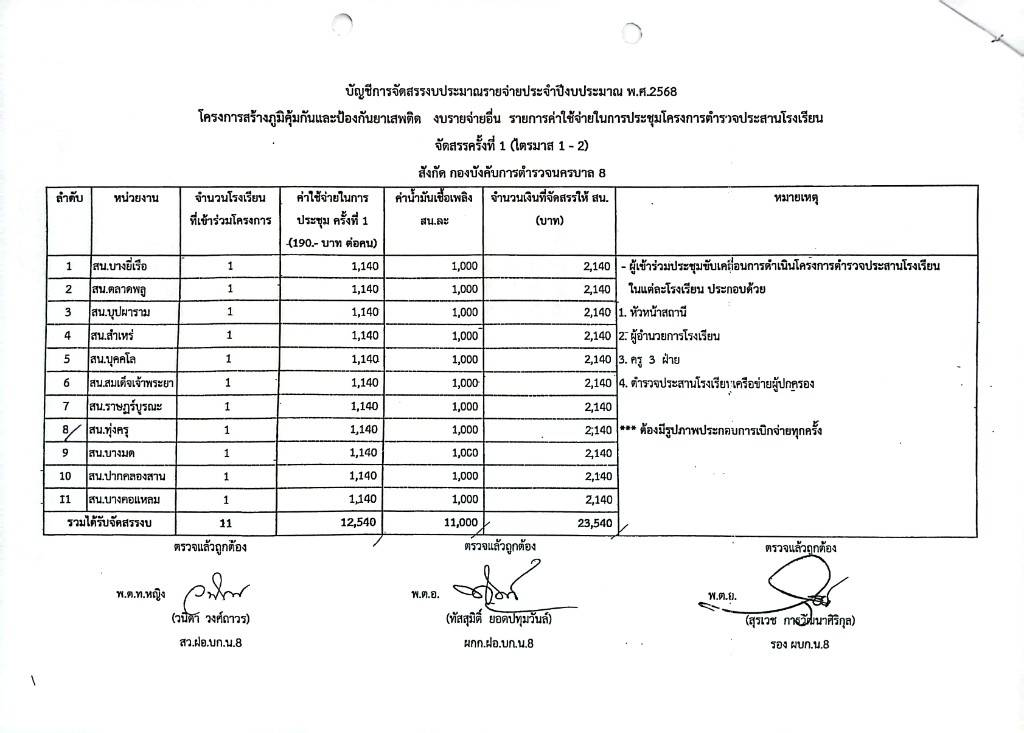 บัญชีการจัดสรรงบประมาณรายจ่ายประจำปีงบประมาณ พ.ศ.2568
โครงการสร้างภูมิคุ้มกันและป้องกันยาเสพติด งบรายจ่ายอื่น รายการค่าใช้จ่ายในการประชุมโครงการตำรวจประสานโรงเรียน
จัดสรรครั้งที่ 1 (ไตรมาส 1 - 2)
สังกัด กองบังคับการตำรวจนครบาล 8
ลำดับ หน่วยงาน จำนวนโรงเรียน ค่าใช้จ่ายในการ ค่าน้ำมันเชื้อเพลิง จำนวนเงินที่จัดสรรให้ สน. หมายเหตุ
ที่เข้าร่วมโครงการ ประชุม ครั้งที่ 1 สน.ละ (บาท)
(190.- บาท ต่อคน)
1 สน.บางยี่เรือ 1 1,140 1,000 2,140 - ผู้เข้าร่วมประชุมขับเคลื่อนการดำเนินโครงการตำรวจประสานโรงเรียน
2 สน.ตลาดพลู 1 1,140 1,000 2,140 ในแต่ละโรงเรียน ประกอบด้วย
3 สน.บุปผาราม 1 1,140 1,000 2,140 1. หัวหน้าสถานี
4 สน.สำเหร่ 1 1,140 1,000 2,140 2. ผู้อำนวยการโรงเรียน
5 สน.บุคคโล 1 1,140 1,000 2,140 3. ครู 3 ฝ่าย
6 สน.สมเด็จเจ้าพระยา 1 1,140 1,000 2,140 4. ตำรวจประสานโรงเรียนเครือข่ายผู้ปกครอง
7 สน.ราษฎร์บูรณะ 1 1,140 1,000 2,140
8 สน.ทุ่งครุ 1 1,140 1,000 2,140 *** ต้องมีรูปภาพประกอบการเบิกจ่ายทุกครั้ง
9 สน.บางมด 1 1,140 1,000 2,140
10 สน.ปากคลองสาน 1 1,140 1,000 2,140
11 สน.บางคอแหลม 1 1,140 1,000 2,140
รวมได้รับจัดสรรงบ 11 12,540 11,000 23,540
ตรวจแล้วถูกต้อง ตรวจแล้วถูกต้อง ตรวจแล้วถูกต้อง
พ.ต.ท.หญิง พ.ต.อ. พ.ต.อ.
(วนิดา วงศ์ถาวร) (ทัสสุมิดิ์ ยอดปทุมวันส์) (สุรเวช กาญวัฒนาศิริกุล)
สว.ฝอ.บก.น.8 ผกก.ฝอ.บก.น.8 รอง ผบก.น.8